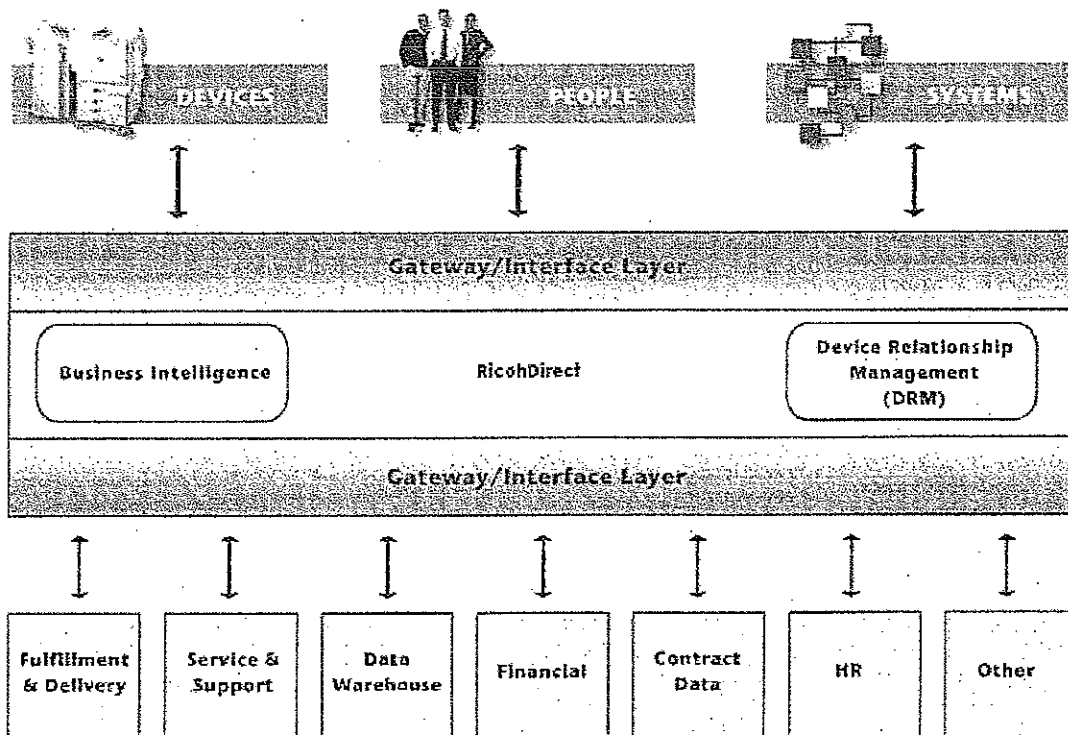 DEVICES
PEOPLE
SYSTEMS
Gateway/Interface Layer
Business Intelligence
RicohDirect
Device Relationship
Management
(DRM)
Gateway/Interface Layer
Fulfillment
& Delivery
Service &
Support
Data
Warehouse
Financial
Contract
Data
HR
Other